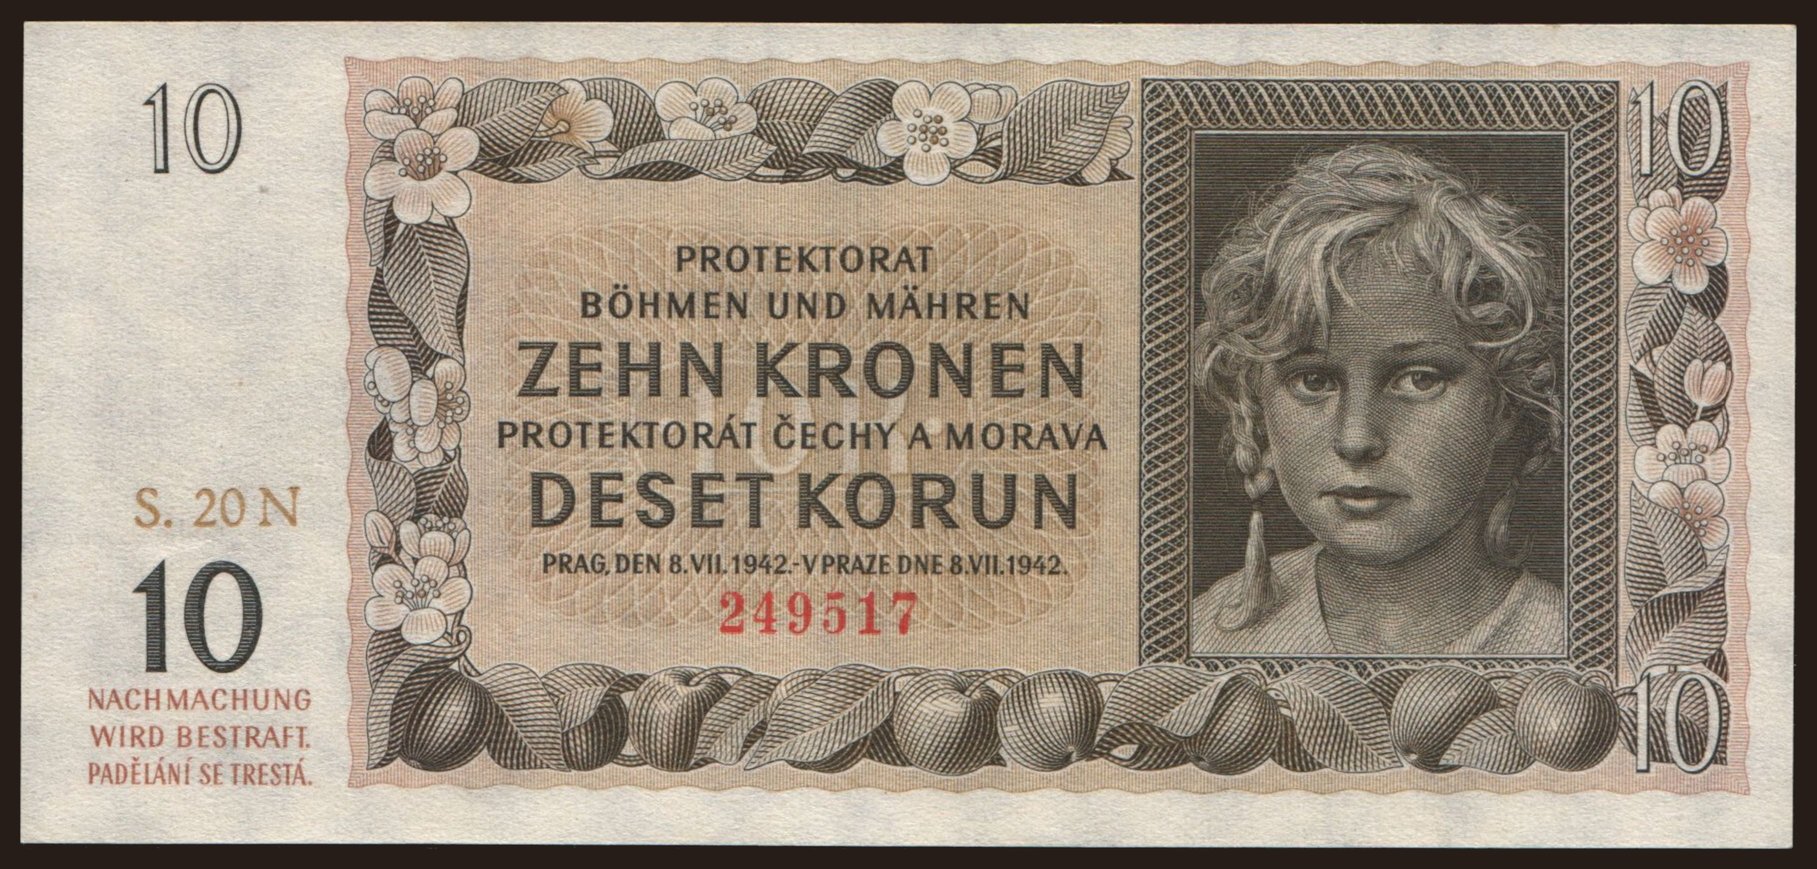 10
10
PROTEKTORAT
BÖHMEN UND MÄHREN
ZEHN KRONEN
PROTEKTORÁT ČECHY A MORAVA
DESET KORUN
PRAG, DEN 8.VII.1942.-V PRAZE DNE 8.VII.1942.
249517
S. 20 N
10
NACHMACHUNG
WIRD BESTRAFT.
PADĚLÁNÍ SE TRESTÁ.
10